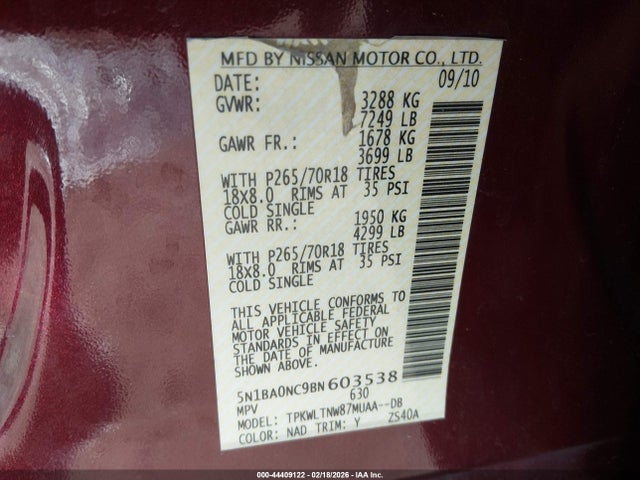 MFD BY NISSAN MOTOR CO., LTD.
DATE: 09/10
GVWR: 3288 KG
7249 LB
GAWR FR.: 1678 KG
3699 LB
WITH P265/70R18 TIRES
18x8.0 RIMS AT 35 PSI
COLD SINGLE
GAWR RR.: 1950 KG
4299 LB
WITH P265/70R18 TIRES
18x8.0 RIMS AT 35 PSI
COLD SINGLE
THIS VEHICLE CONFORMS TO
ALL APPLICABLE FEDERAL
MOTOR VEHICLE SAFETY
STANDARDS IN EFFECT ON
THE DATE OF MANUFACTURE
SHOWN ABOVE.
5N1BA0NC9BN603538
MPV 630
MODEL: TPKWLTNW87MUAA--DB
COLOR: NAD TRIM: Y ZS40A
000-44409122 - 02/18/2026 - IAA Inc.